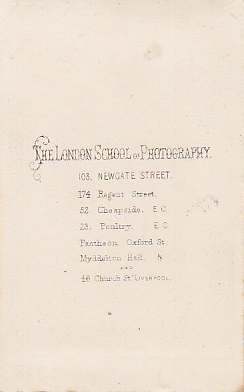 THE LONDON SCHOOL OF PHOTOGRAPHY.
103, NEWGATE STREET.
174 Regent Street.
52 Cheapside. E.C.
23. Poultry. E.C
Pantheon. Oxford St.
Myddelton Hall. N
AND
46 Church St LIVERPOOL.